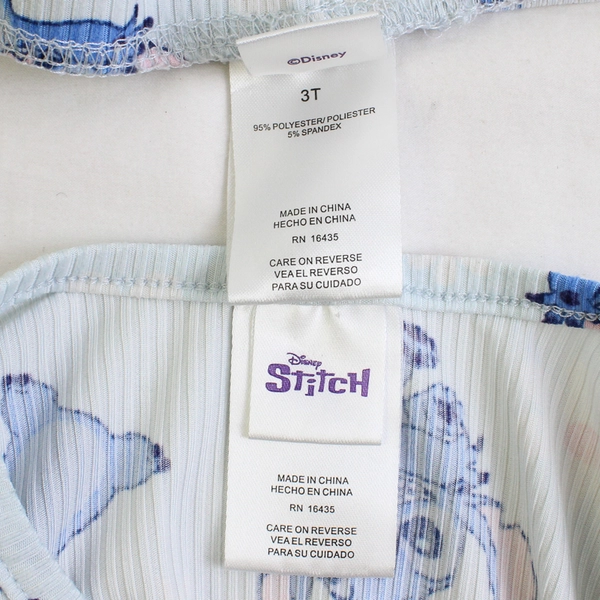 ©Disney
3T
95% POLYESTER/ POLIESTER
5% SPANDEX
MADE IN CHINA
HECHO EN CHINA
RN 16435
CARE ON REVERSE
VEA EL REVERSO
PARA SU CUIDADO
Disney
STiTCH
MADE IN CHINA
HECHO EN CHINA
RN 16435
CARE ON REVERSE
VEA EL REVERSO
PARA SU CUIDADO